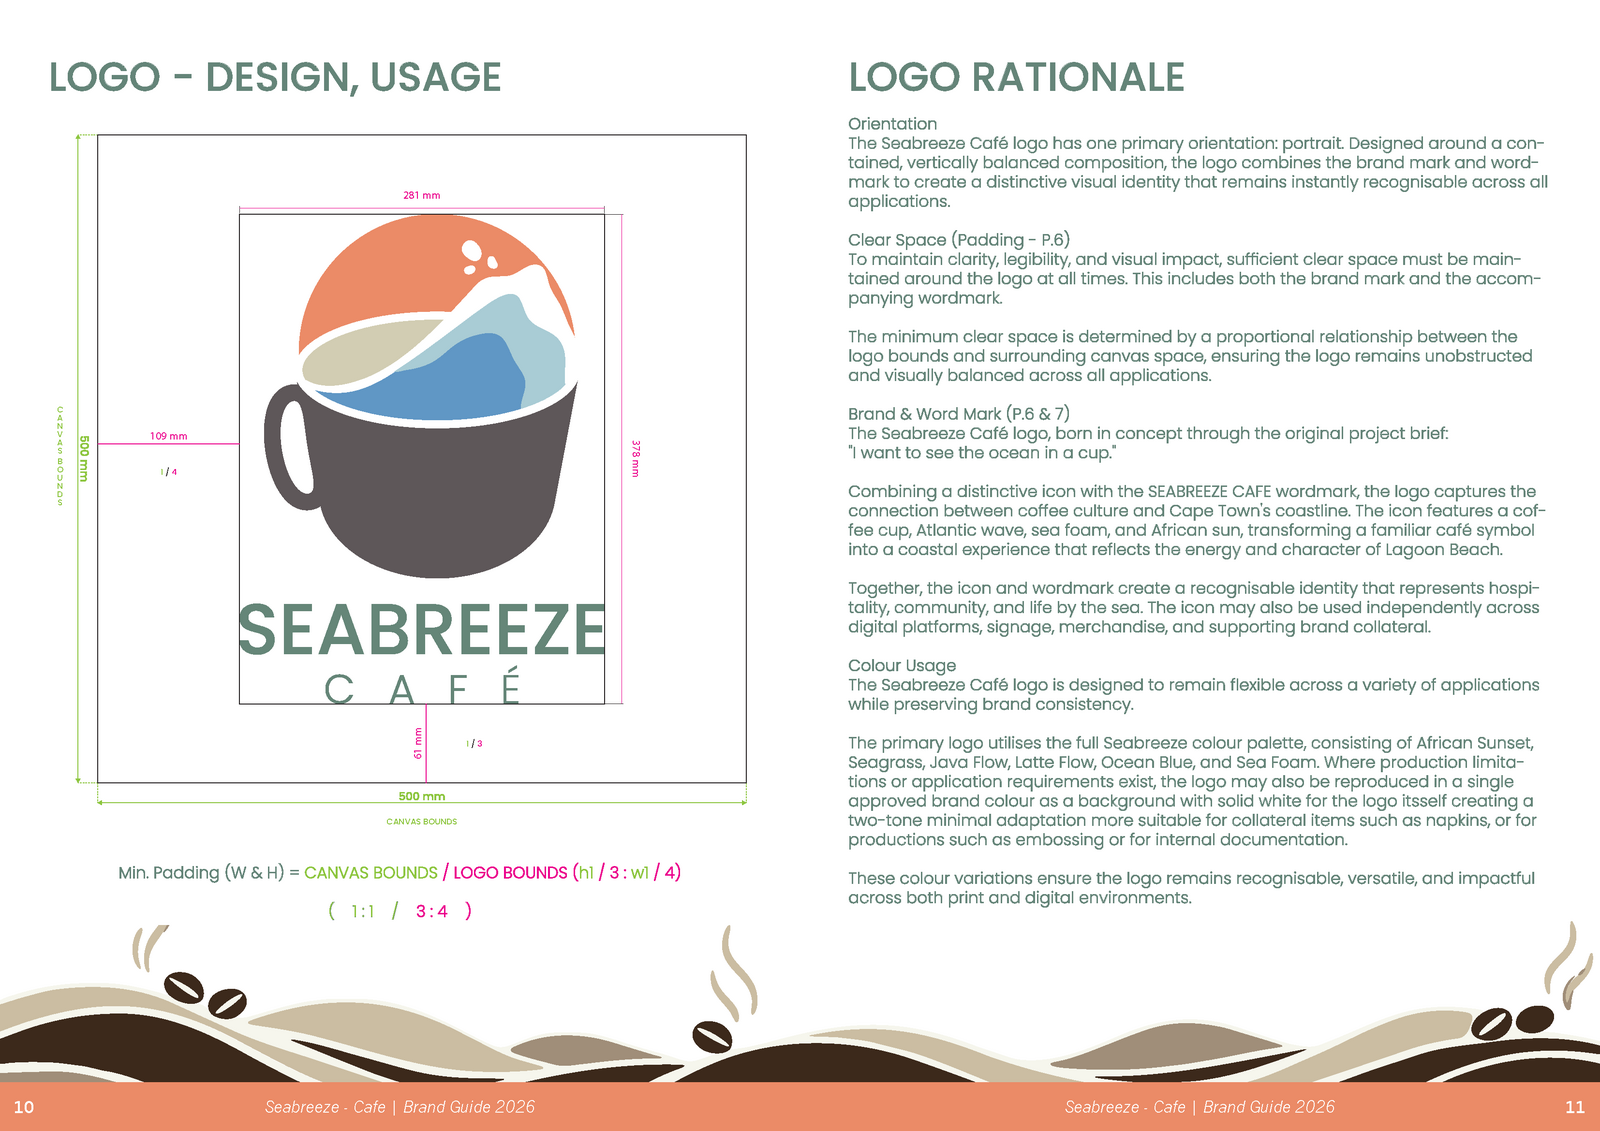 LOGO - DESIGN, USAGE
281 mm
CANVAS BOUNDS
500 mm
109 mm
1 / 4
378 mm
SEABREEZE
CAFÉ
61 mm
1 / 3
500 mm
CANVAS BOUNDS
Min. Padding (W & H) = CANVAS BOUNDS / LOGO BOUNDS (h1 / 3 : w1 / 4)
( 1:1 / 3:4 )
10
Seabreeze - Cafe | Brand Guide 2026
LOGO RATIONALE
Orientation
The Seabreeze Café logo has one primary orientation: portrait. Designed around a con-
tained, vertically balanced composition, the logo combines the brand mark and word-
mark to create a distinctive visual identity that remains instantly recognisable across all
applications.
Clear Space (Padding - P.6)
To maintain clarity, legibility, and visual impact, sufficient clear space must be main-
tained around the logo at all times. This includes both the brand mark and the accom-
panying wordmark.
The minimum clear space is determined by a proportional relationship between the
logo bounds and surrounding canvas space, ensuring the logo remains unobstructed
and visually balanced across all applications.
Brand & Word Mark (P.6 & 7)
The Seabreeze Café logo, born in concept through the original project brief:
"I want to see the ocean in a cup."
Combining a distinctive icon with the SEABREEZE CAFE wordmark, the logo captures the
connection between coffee culture and Cape Town's coastline. The icon features a cof-
fee cup, Atlantic wave, sea foam, and African sun, transforming a familiar café symbol
into a coastal experience that reflects the energy and character of Lagoon Beach.
Together, the icon and wordmark create a recognisable identity that represents hospi-
tality, community, and life by the sea. The icon may also be used independently across
digital platforms, signage, merchandise, and supporting brand collateral.
Colour Usage
The Seabreeze Café logo is designed to remain flexible across a variety of applications
while preserving brand consistency.
The primary logo utilises the full Seabreeze colour palette, consisting of African Sunset,
Seagrass, Java Flow, Latte Flow, Ocean Blue, and Sea Foam. Where production limita-
tions or application requirements exist, the logo may also be reproduced in a single
approved brand colour as a background with solid white for the logo itsself creating a
two-tone minimal adaptation more suitable for collateral items such as napkins, or for
productions such as embossing or for internal documentation.
These colour variations ensure the logo remains recognisable, versatile, and impactful
across both print and digital environments.
Seabreeze - Cafe | Brand Guide 2026
11